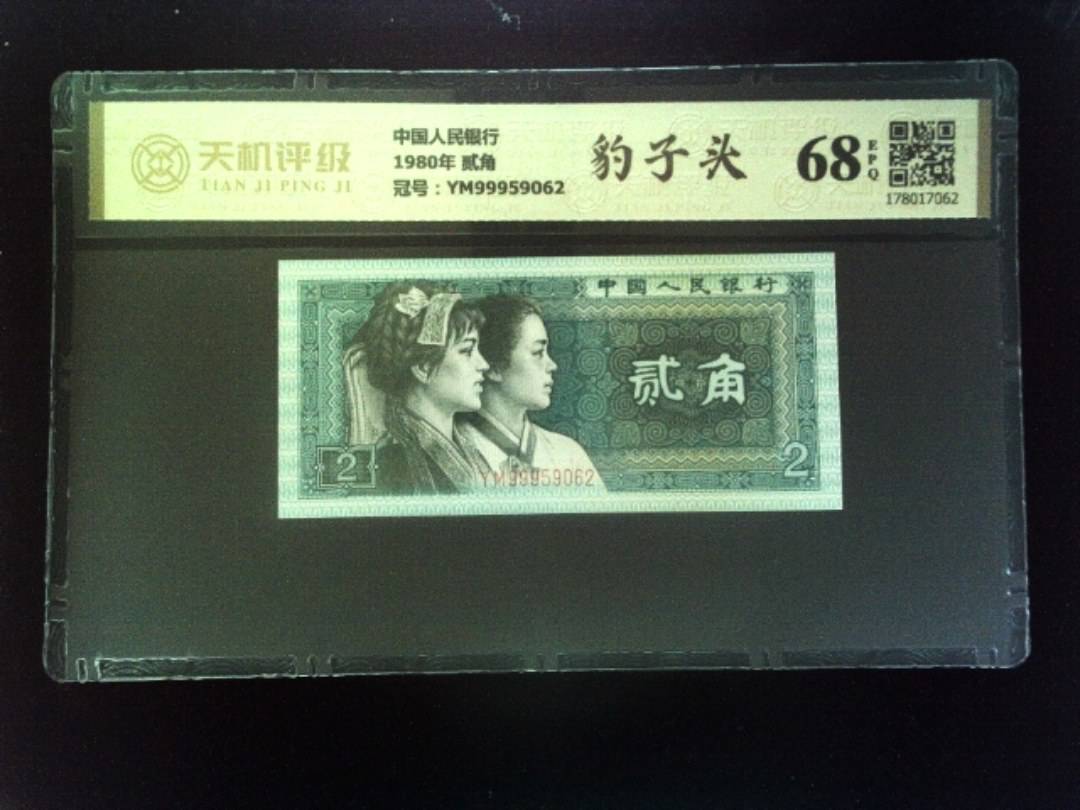 天机评级
TIAN JI PING JI
中国人民银行
1980年 贰角
冠号：YM99959062
豹子头
68
EPQ
178017062
中国人民银行
贰角
2
YM99959062
2